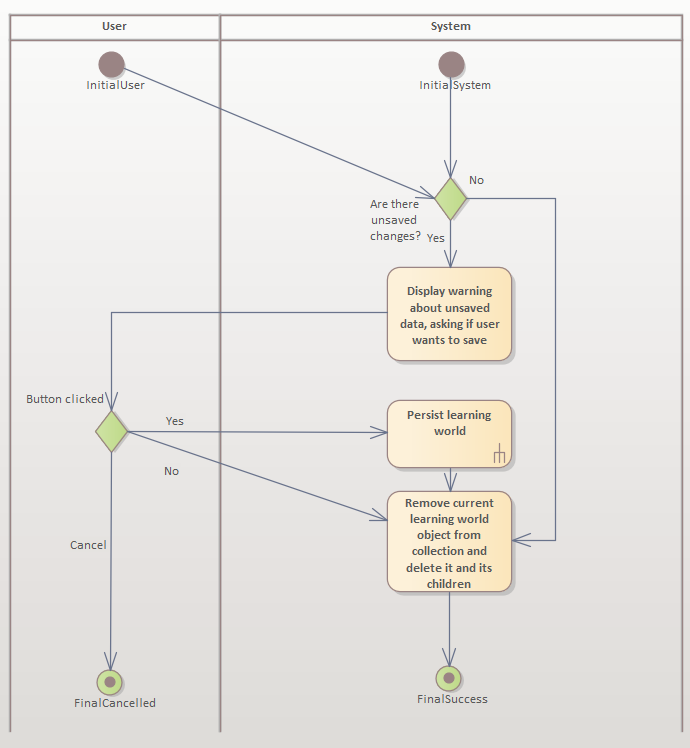 User
System
InitialUser
InitialSystem
No
Are there
unsaved
changes?
Yes
Display warning
about unsaved
data, asking if user
wants to save
Button clicked
Yes
Persist learning
world
No
Remove current
learning world
object from
collection and
delete it and its
children
Cancel
FinalCancelled
FinalSuccess